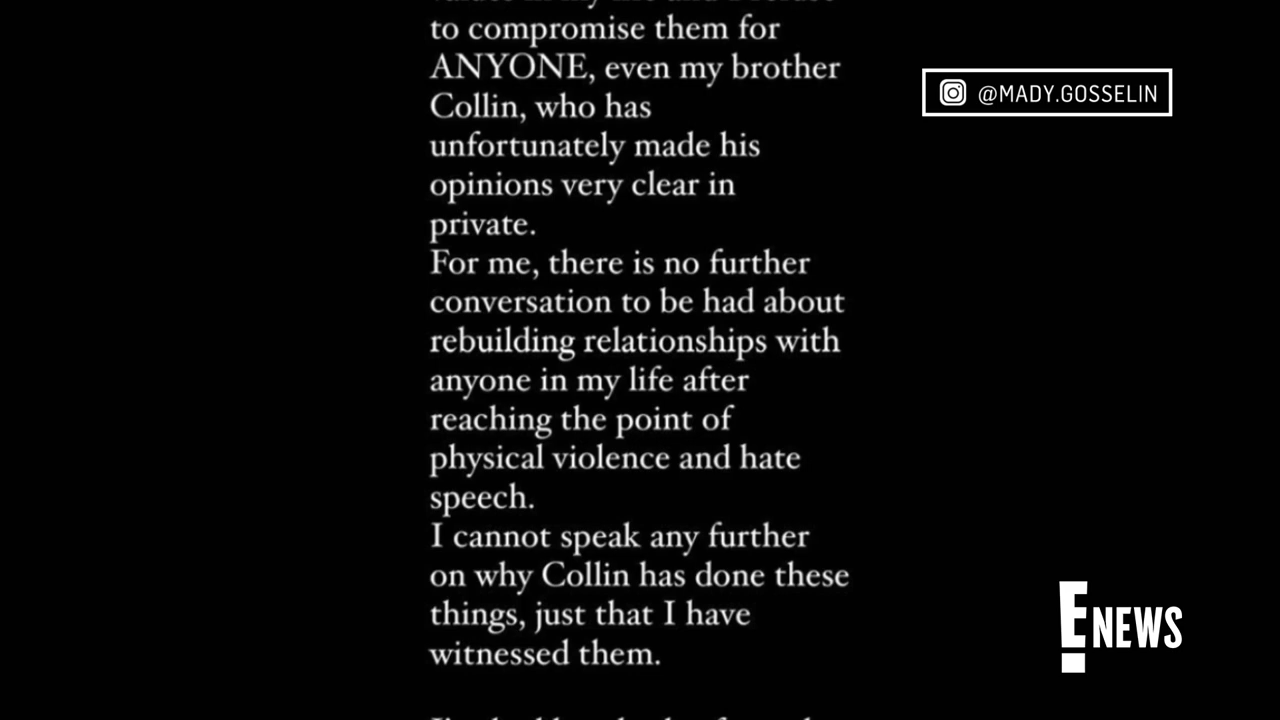 to compromise them for
ANYONE, even my brother
Collin, who has
unfortunately made his
opinions very clear in
private.
For me, there is no further
conversation to be had about
rebuilding relationships with
anyone in my life after
reaching the point of
physical violence and hate
speech.
I cannot speak any further
on why Collin has done these
things, just that I have
witnessed them.
@MADY.GOSSELIN
E! NEWS